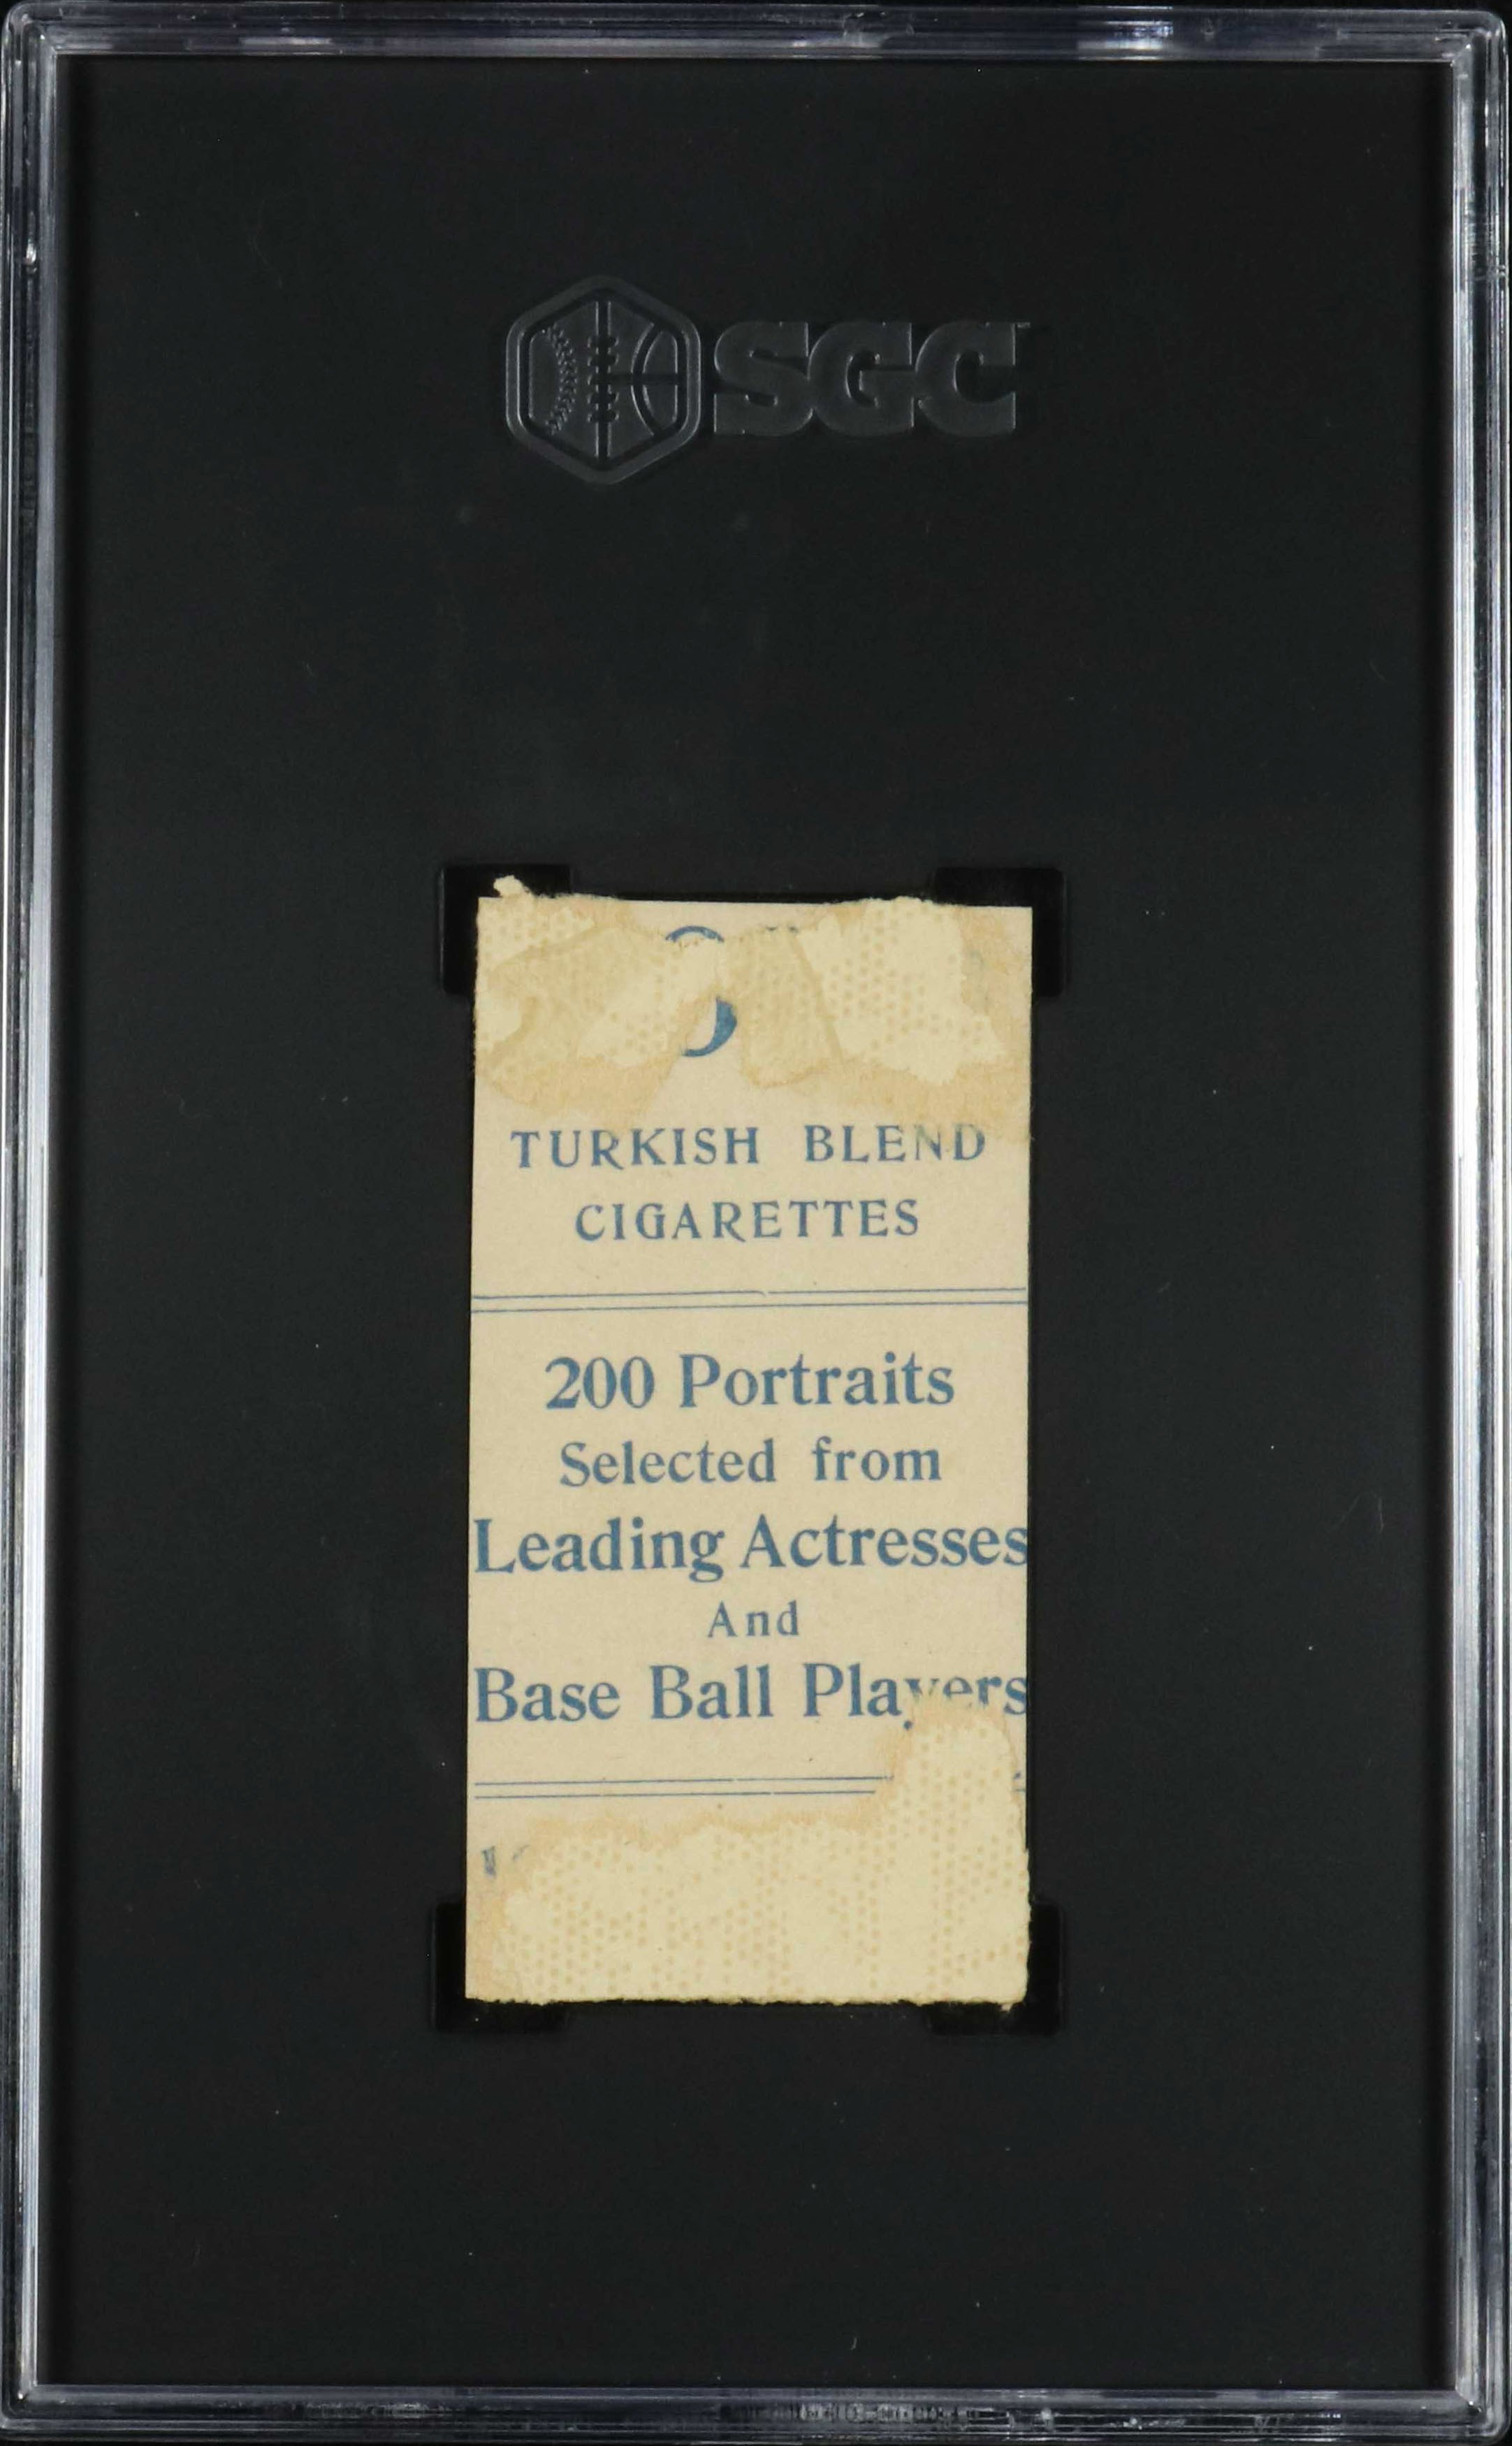 SGC
TURKISH BLEND
CIGARETTES
200 Portraits
Selected from
Leading Actresses
And
Base Ball Players